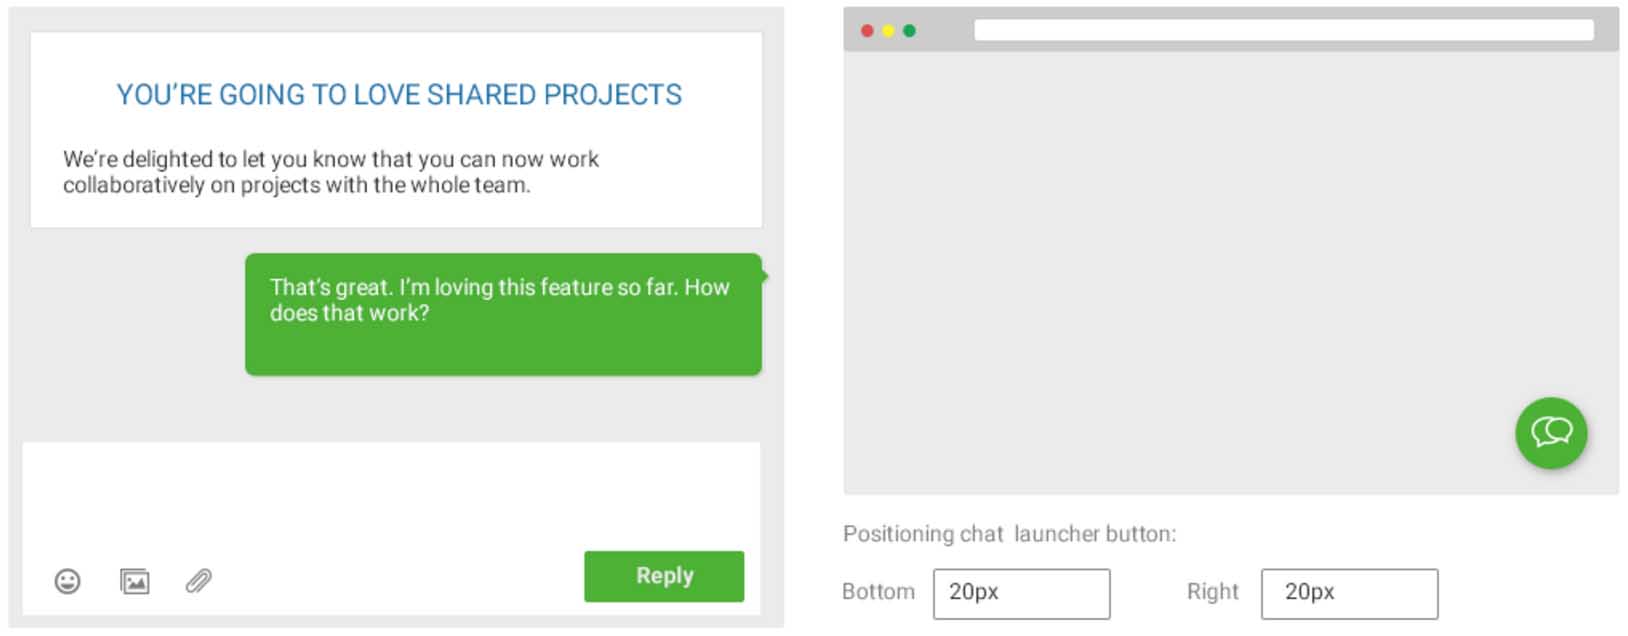 YOU’RE GOING TO LOVE SHARED PROJECTS
We’re delighted to let you know that you can now work
collaboratively on projects with the whole team.
That’s great. I’m loving this feature so far. How
does that work?
Reply
Positioning chat launcher button:
Bottom 20px Right 20px